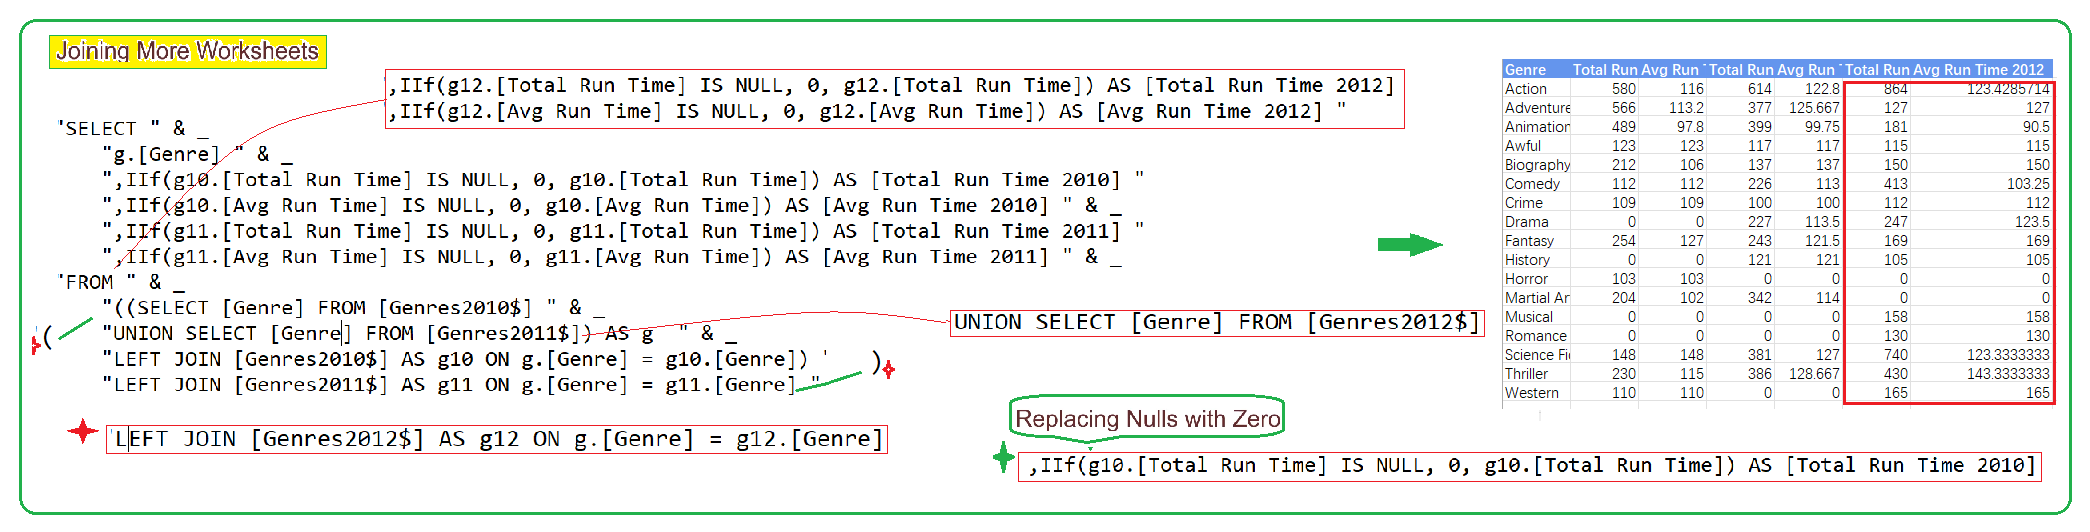 Joining More Worksheets
',IIf(g12.[Total Run Time] IS NULL, 0, g12.[Total Run Time]) AS [Total Run Time 2012]
,IIf(g12.[Avg Run Time] IS NULL, 0, g12.[Avg Run Time]) AS [Avg Run Time 2012] "
'SELECT " & _
"g.[Genre] " & _
",IIf(g10.[Total Run Time] IS NULL, 0, g10.[Total Run Time]) AS [Total Run Time 2010] "
",IIf(g10.[Avg Run Time] IS NULL, 0, g10.[Avg Run Time]) AS [Avg Run Time 2010] " & _
",IIf(g11.[Total Run Time] IS NULL, 0, g11.[Total Run Time]) AS [Total Run Time 2011] "
",IIf(g11.[Avg Run Time] IS NULL, 0, g11.[Avg Run Time]) AS [Avg Run Time 2011] " & _
'FROM " & _
"((SELECT [Genre] FROM [Genres2010$] " & _
( "UNION SELECT [Genre] FROM [Genres2011$]) AS g " & _
"LEFT JOIN [Genres2010$] AS g10 ON g.[Genre] = g10.[Genre]) ' )
"LEFT JOIN [Genres2011$] AS g11 ON g.[Genre] = g11.[Genre] "
UNION SELECT [Genre] FROM [Genres2012$]
'LEFT JOIN [Genres2012$] AS g12 ON g.[Genre] = g12.[Genre]
Replacing Nulls with Zero
,IIf(g10.[Total Run Time] IS NULL, 0, g10.[Total Run Time]) AS [Total Run Time 2010]
Genre Total Run Avg Run Total Run Avg Run Total Run Avg Run Time 2012
Action 580 116 614 122.8 864 123.4285714
Adventure 566 113.2 377 125.667 127 127
Animation 489 97.8 399 99.75 181 90.5
Awful 123 123 117 117 115 115
Biography 212 106 137 137 150 150
Comedy 112 112 226 113 413 103.25
Crime 109 109 100 100 112 112
Drama 0 0 227 113.5 247 123.5
Fantasy 254 127 243 121.5 169 169
History 0 0 121 121 105 105
Horror 103 103 0 0 0 0
Martial Ar 204 102 342 114 0 0
Musical 0 0 0 0 158 158
Romance 0 0 0 0 130 130
Science Fi 148 148 381 127 740 123.3333333
Thriller 230 115 386 128.667 430 143.3333333
Western 110 110 0 0 165 165